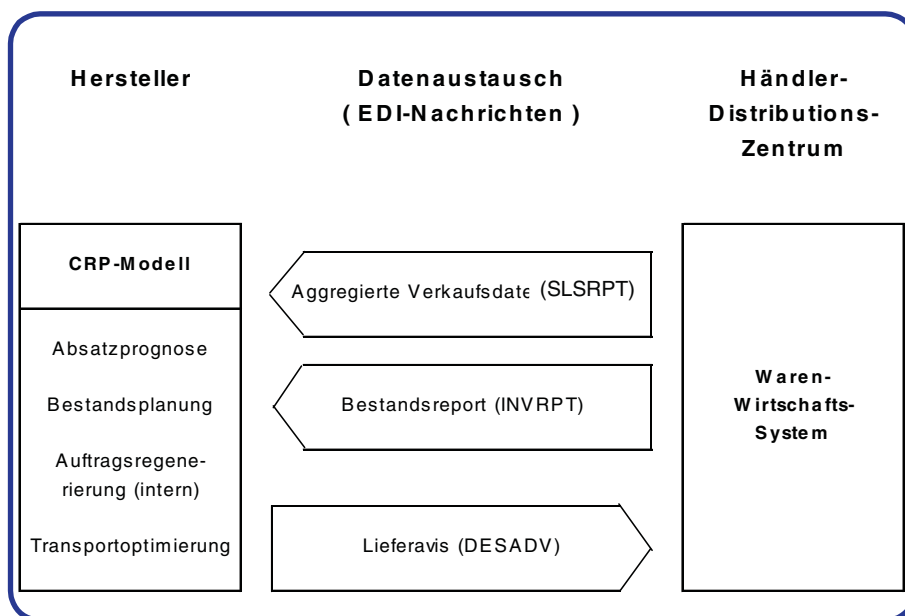 Hersteller
Datenaustausch
( EDI-Nachrichten )
Händler-
Distributions-
Zentrum
CRP-Modell
Absatzprognose
Bestandsplanung
Auftragsregene-
rierung (intern)
Transportoptimierung
Aggregierte Verkaufsdate (SLSRPT)
Bestandsreport (INVRPT)
Lieferavis (DESADV)
Waren-
Wirtschafts-
System